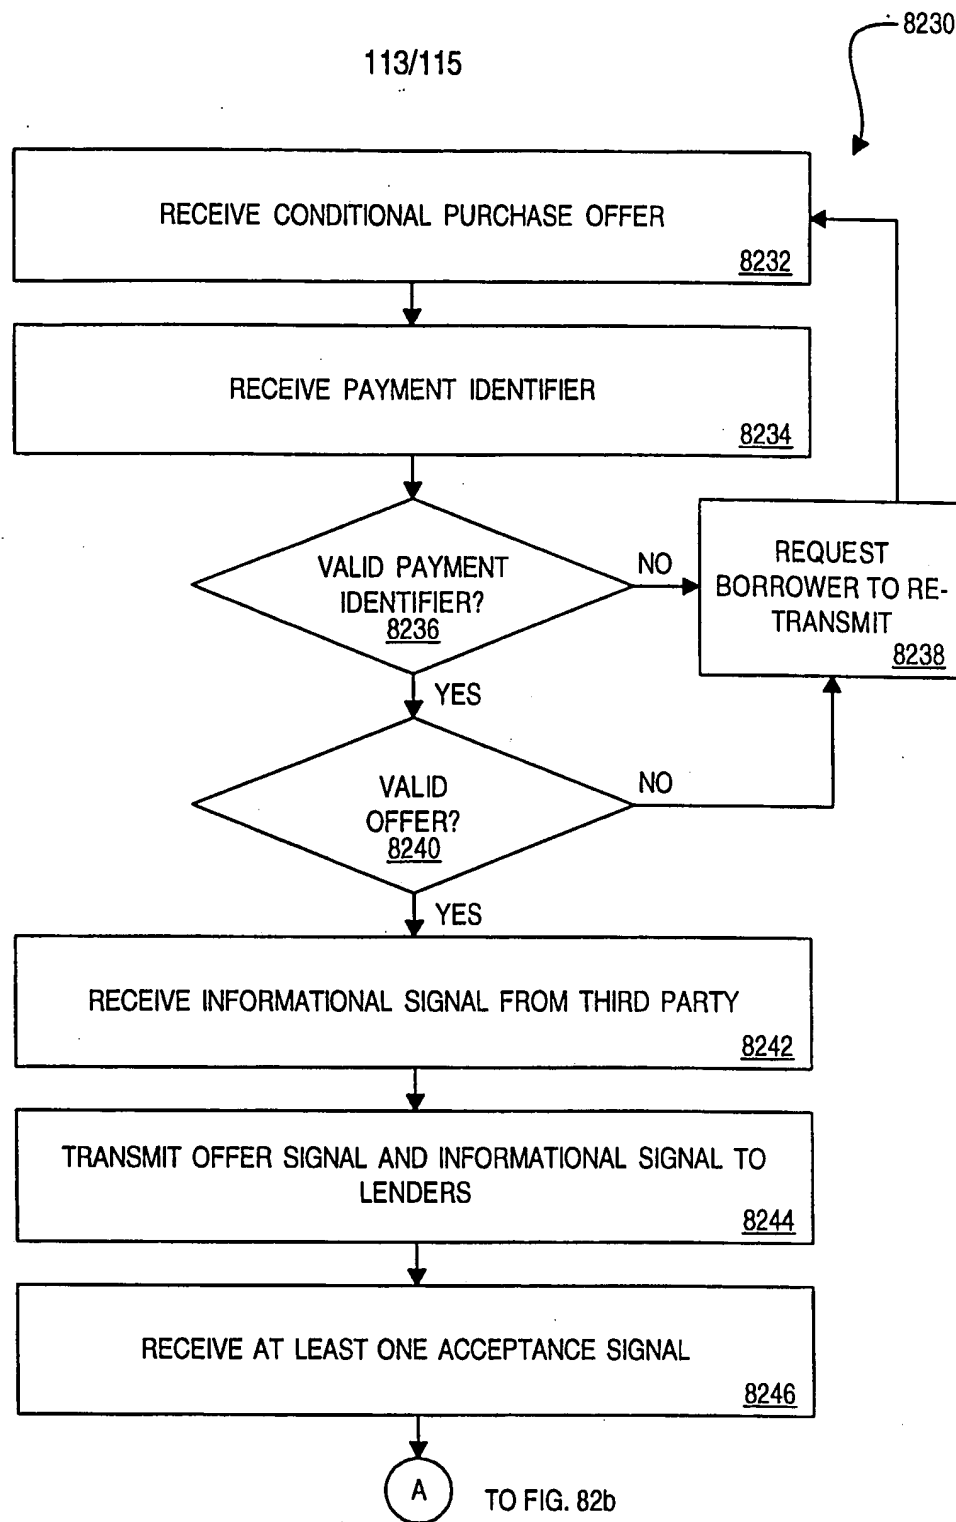 8230
113/115
RECEIVE CONDITIONAL PURCHASE OFFER
8232
RECEIVE PAYMENT IDENTIFIER
8234
VALID PAYMENT
IDENTIFIER?
8236
NO
REQUEST
BORROWER TO RE-
TRANSMIT
8238
YES
VALID
OFFER?
8240
NO
YES
RECEIVE INFORMATIONAL SIGNAL FROM THIRD PARTY
8242
TRANSMIT OFFER SIGNAL AND INFORMATIONAL SIGNAL TO
LENDERS
8244
RECEIVE AT LEAST ONE ACCEPTANCE SIGNAL
8246
A
TO FIG. 82b